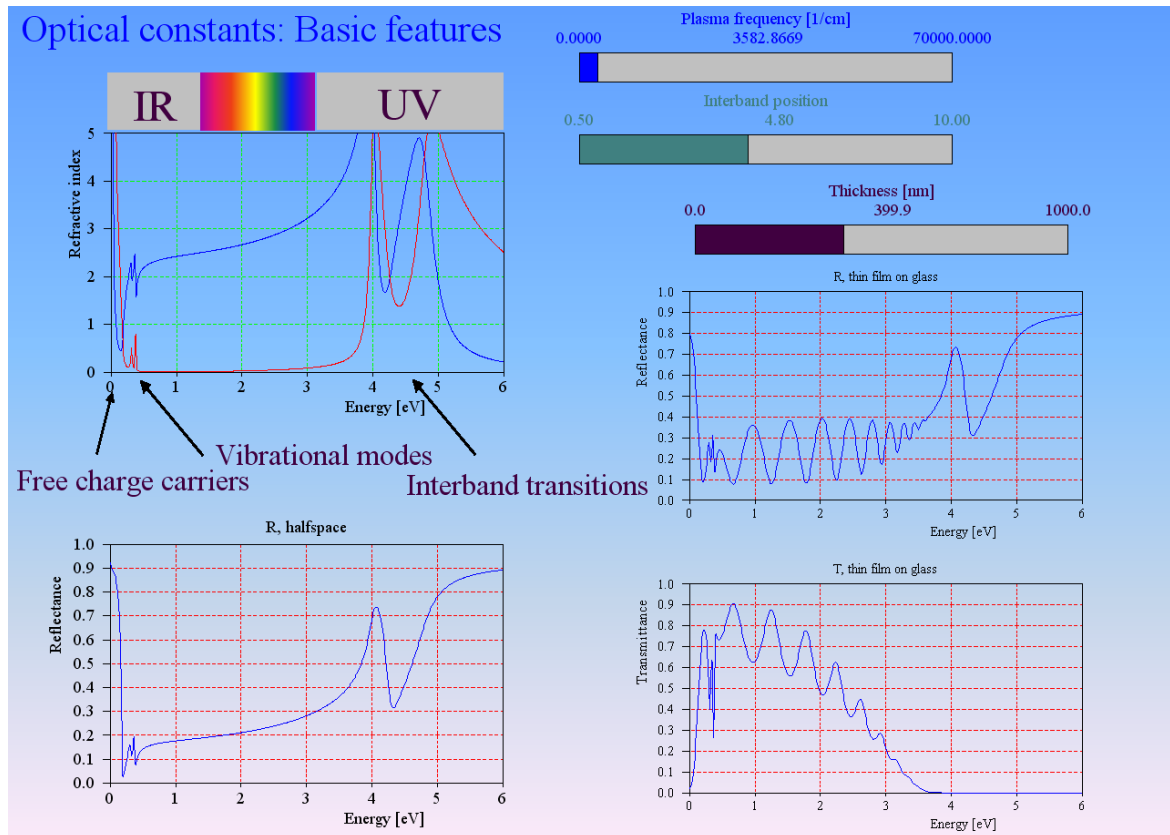 Optical constants: Basic features
Plasma frequency [1/cm]
0.0000 3582.8669 70000.0000
Interband position
0.50 4.80 10.00
Thickness [nm]
0.0 399.9 1000.0
IR UV
Refractive index
5
4
3
2
1
0
0 1 2 3 4 5 6
Energy [eV]
Free charge carriers
Vibrational modes
Interband transitions
R, thin film on glass
Reflectance
1.0
0.9
0.8
0.7
0.6
0.5
0.4
0.3
0.2
0.1
0.0
0 1 2 3 4 5 6
Energy [eV]
R, halfspace
Reflectance
1.0
0.9
0.8
0.7
0.6
0.5
0.4
0.3
0.2
0.1
0.0
0 1 2 3 4 5 6
Energy [eV]
T, thin film on glass
Transmittance
1.0
0.9
0.8
0.7
0.6
0.5
0.4
0.3
0.2
0.1
0.0
0 1 2 3 4 5 6
Energy [eV]